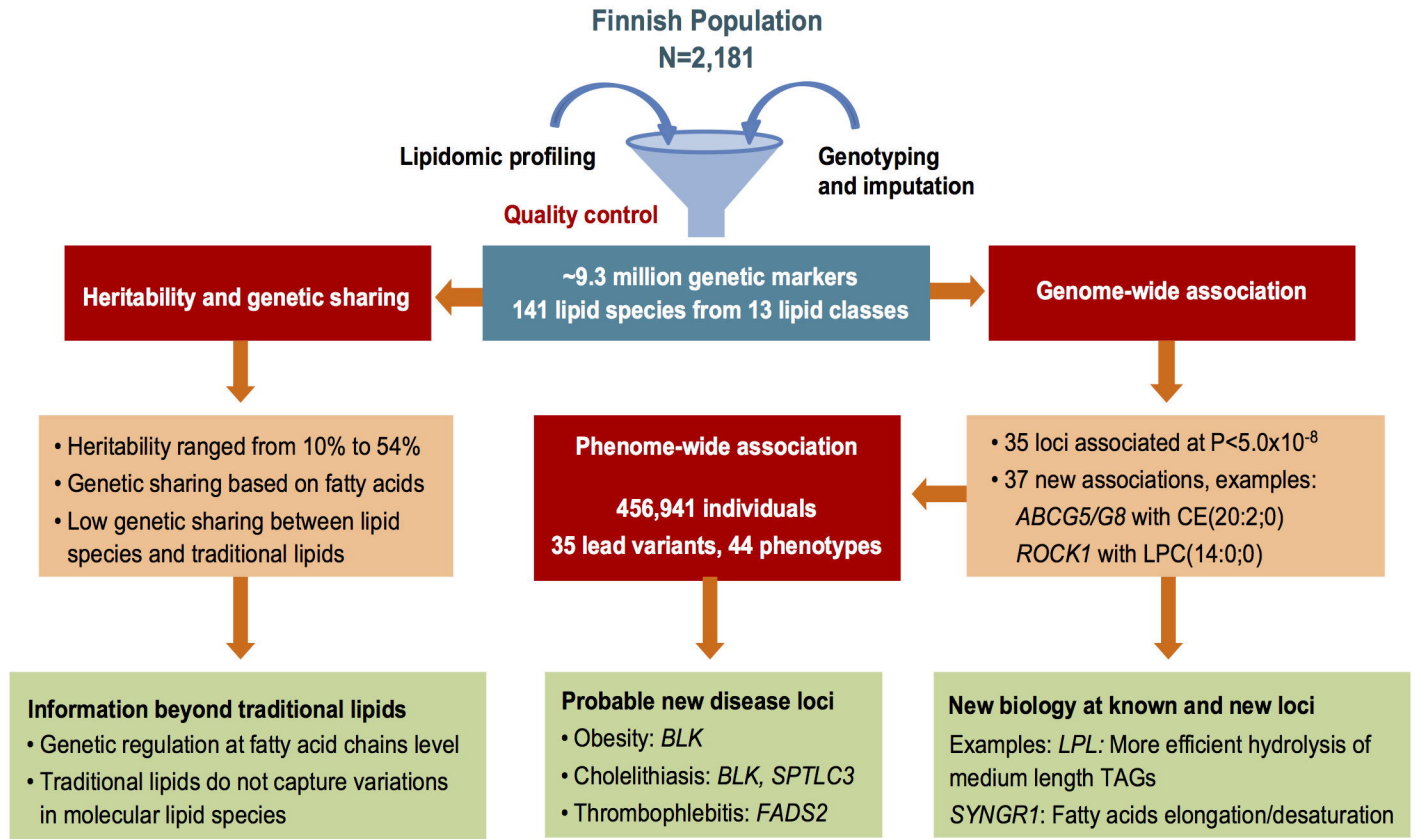 Finnish Population
N=2,181
Lipidomic profiling
Genotyping
and imputation
Quality control
Heritability and genetic sharing
~9.3 million genetic markers
141 lipid species from 13 lipid classes
Genome-wide association
• Heritability ranged from 10% to 54%
• Genetic sharing based on fatty acids
• Low genetic sharing between lipid
species and traditional lipids
Phenome-wide association
456,941 individuals
35 lead variants, 44 phenotypes
• 35 loci associated at P<5.0x10⁻⁸
• 37 new associations, examples:
ABCG5/G8 with CE(20:2;0)
ROCK1 with LPC(14:0;0)
Information beyond traditional lipids
• Genetic regulation at fatty acid chains level
• Traditional lipids do not capture variations
in molecular lipid species
Probable new disease loci
• Obesity: BLK
• Cholelithiasis: BLK, SPTLC3
• Thrombophlebitis: FADS2
New biology at known and new loci
Examples: LPL: More efficient hydrolysis of
medium length TAGs
SYNGR1: Fatty acids elongation/desaturation